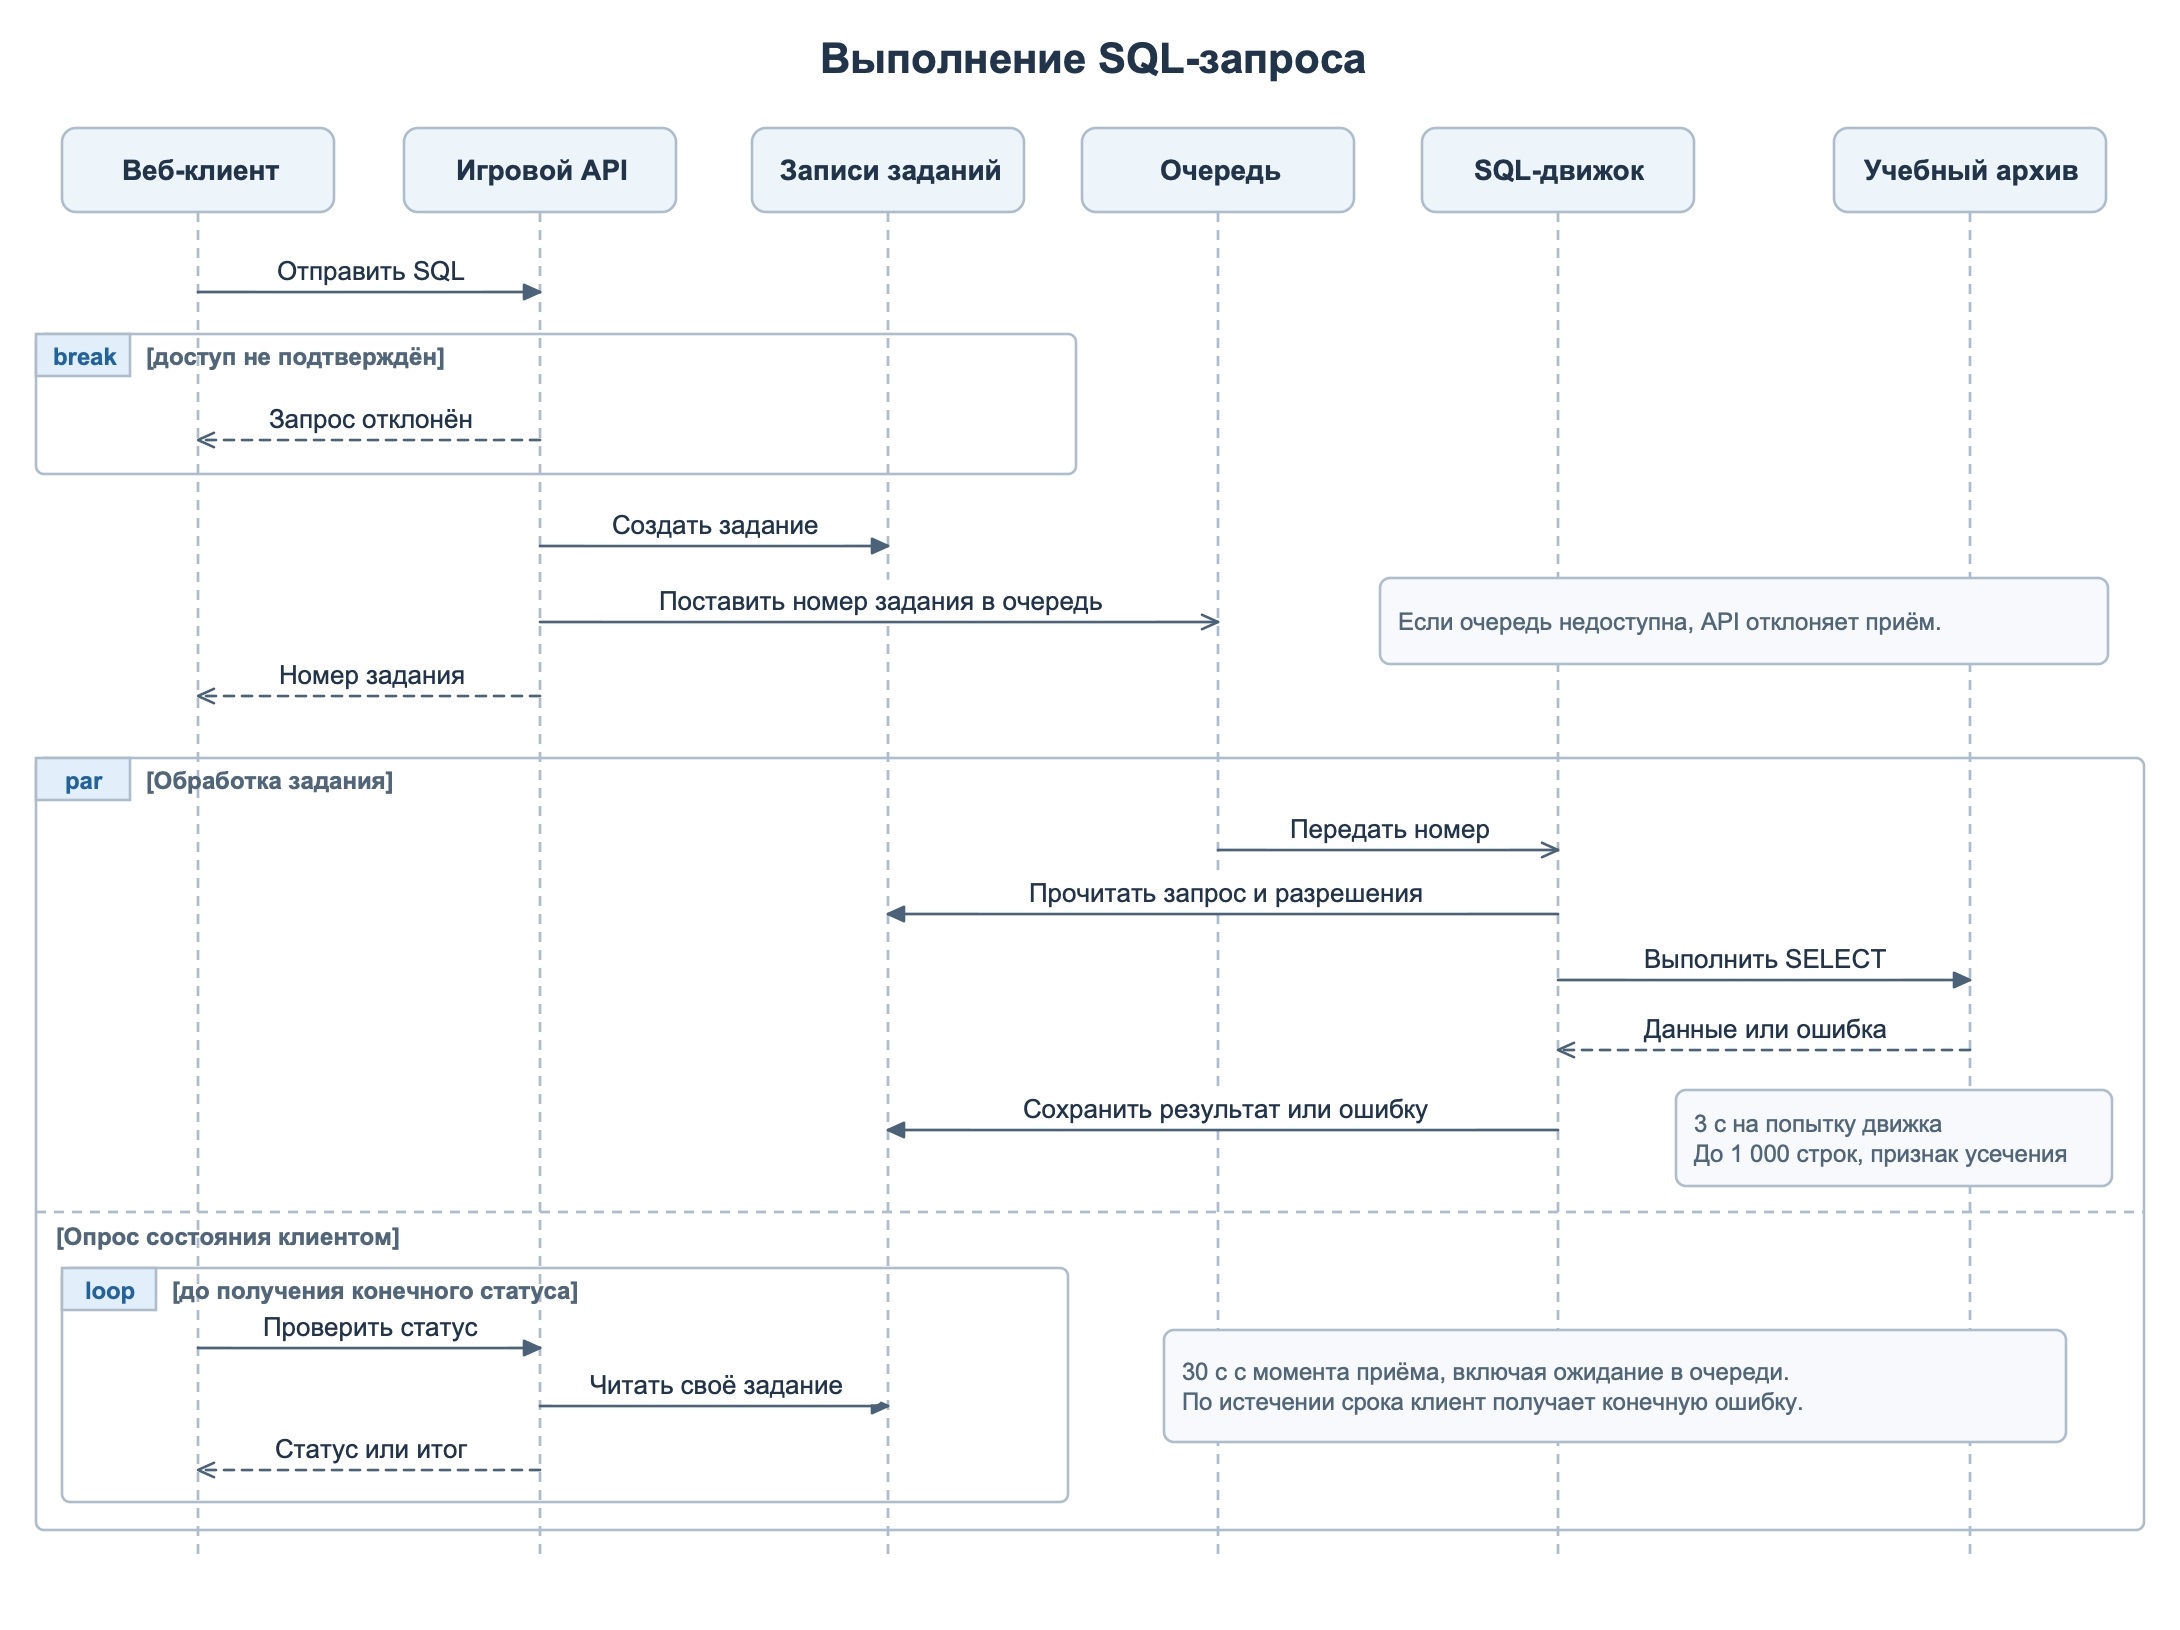 Выполнение SQL-запроса
Веб-клиент
Игровой API
Записи заданий
Очередь
SQL-движок
Учебный архив
Отправить SQL
break
[доступ не подтверждён]
Запрос отклонён
Создать задание
Поставить номер задания в очередь
Если очередь недоступна, API отклоняет приём.
Номер задания
par
[Обработка задания]
Передать номер
Прочитать запрос и разрешения
Выполнить SELECT
Данные или ошибка
Сохранить результат или ошибку
3 с на попытку движка
До 1 000 строк, признак усечения
[Опрос состояния клиентом]
loop
[до получения конечного статуса]
Проверить статус
Читать своё задание
30 с с момента приёма, включая ожидание в очереди.
По истечении срока клиент получает конечную ошибку.
Статус или итог